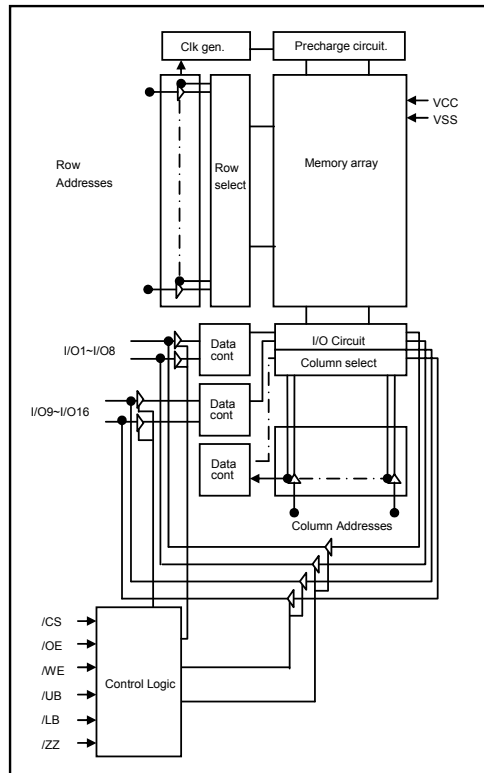 Clk gen.
Precharge circuit.
VCC
VSS
Row
Addresses
Row
select
Memory array
I/O1~I/O8
Data
cont
I/O Circuit
Column select
I/O9~I/O16
Data
cont
Data
cont
Column Addresses
/CS
/OE
/WE
/UB
/LB
/ZZ
Control Logic